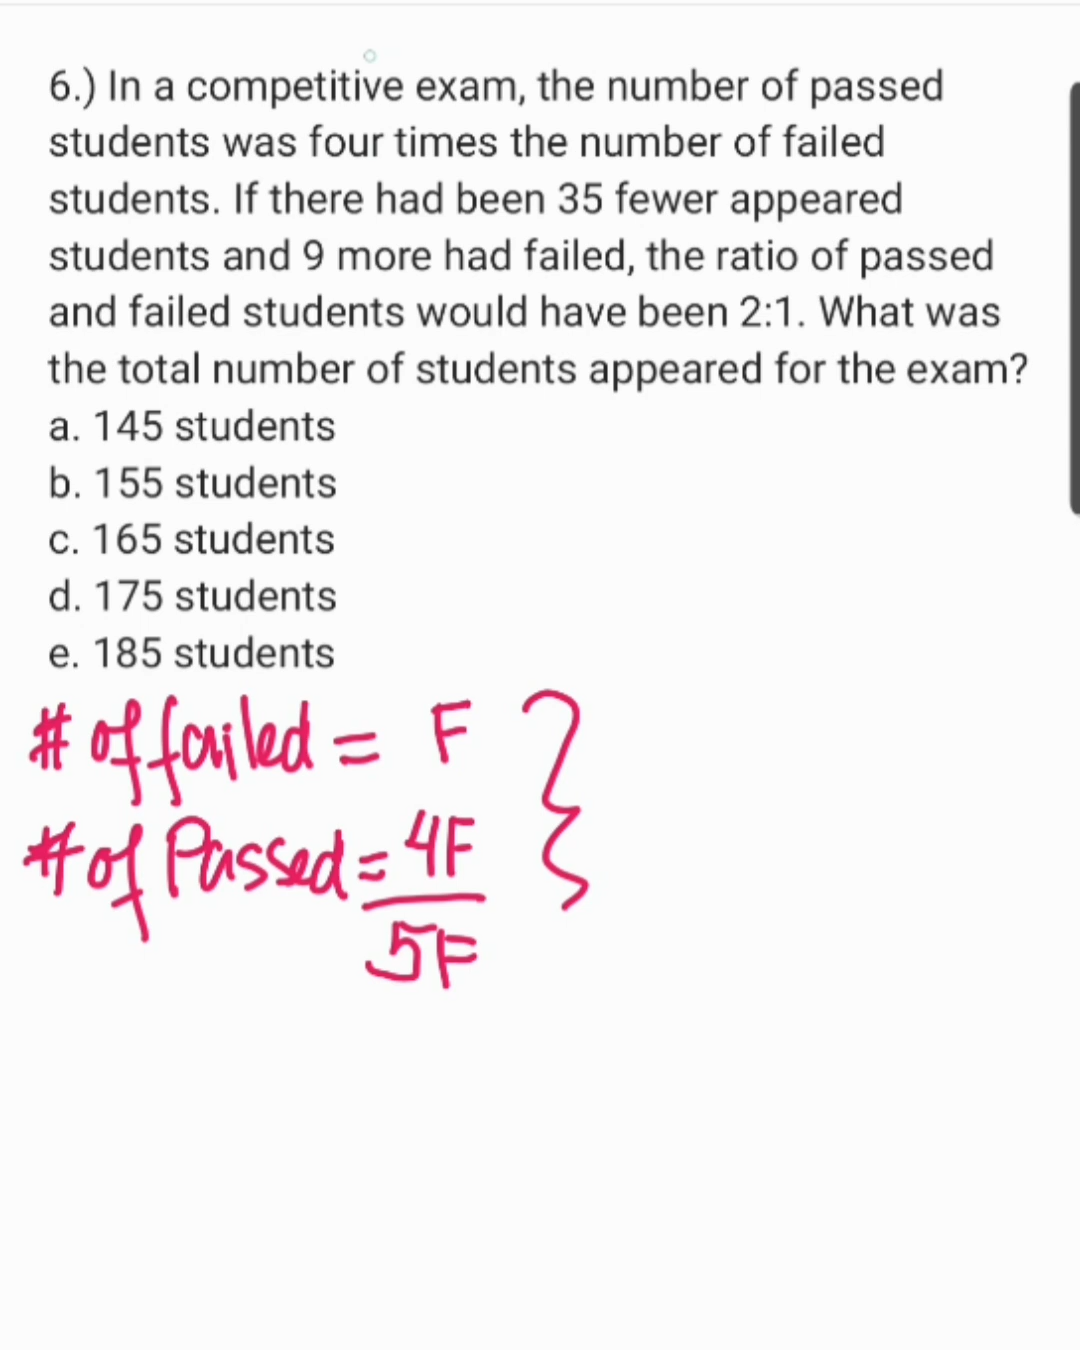 6.) In a competitive exam, the number of passed
students was four times the number of failed
students. If there had been 35 fewer appeared
students and 9 more had failed, the ratio of passed
and failed students would have been 2:1. What was
the total number of students appeared for the exam?
a. 145 students
b. 155 students
c. 165 students
d. 175 students
e. 185 students
# of failed = F
# of Passed = 4F
5F